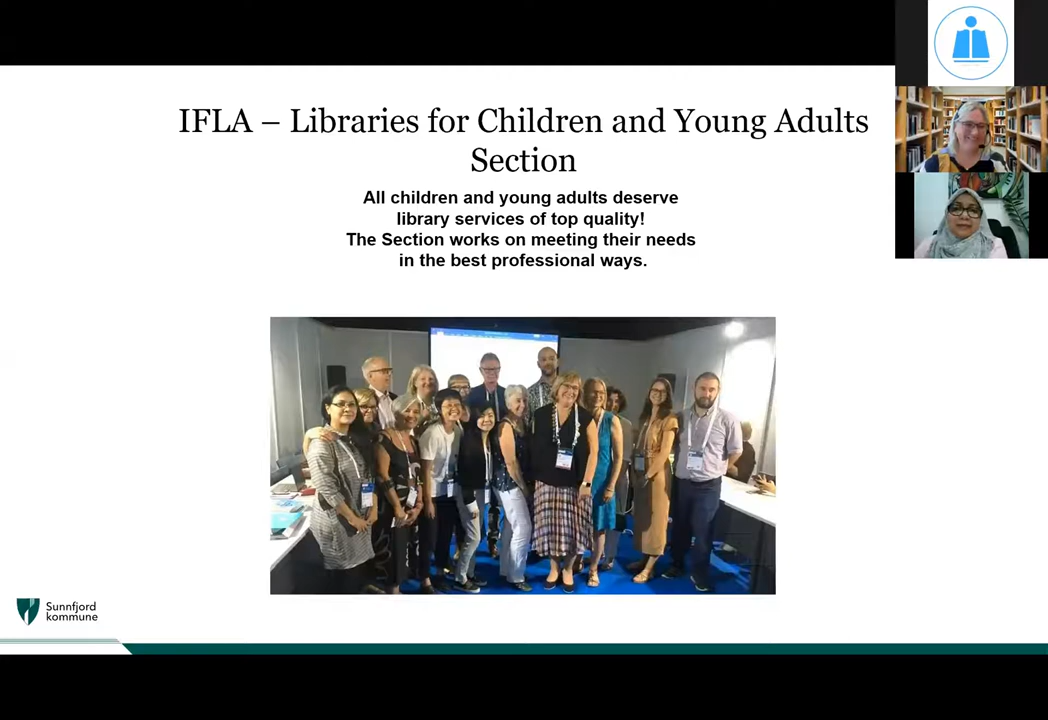 IFLA – Libraries for Children and Young Adults
Section
All children and young adults deserve
library services of top quality!
The Section works on meeting their needs
in the best professional ways.
Sunnfjord
kommune